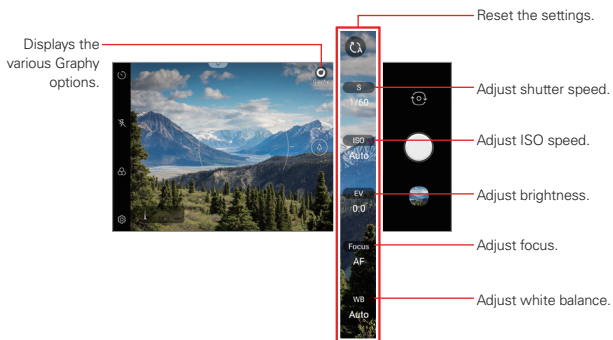 Reset the settings.
Displays the
various Graphy
options.
S
1/60
Adjust shutter speed.
ISO
Auto
Adjust ISO speed.
EV
0.0
Adjust brightness.
Focus
AF
Adjust focus.
WB
Auto
Adjust white balance.